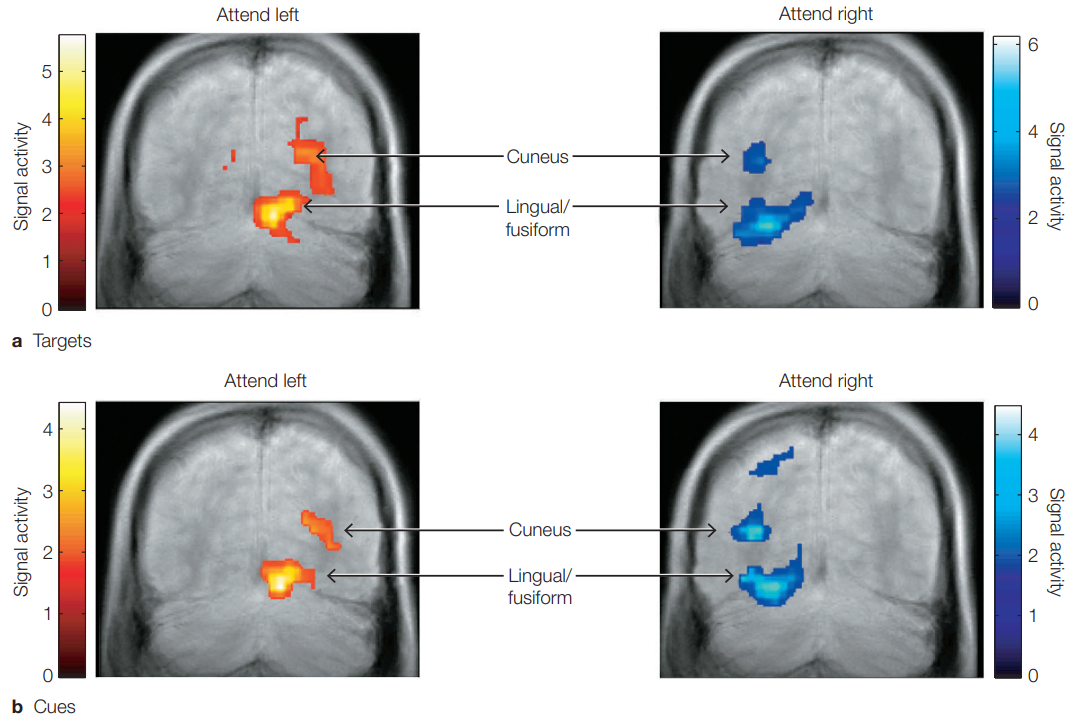 Attend left
Attend right
Signal activity
5
4
3
2
1
0
Cuneus
Lingual/
fusiform
6
4
2
0
Signal activity
a Targets
Attend left
Attend right
Signal activity
4
3
2
1
0
Cuneus
Lingual/
fusiform
4
3
2
1
0
Signal activity
b Cues